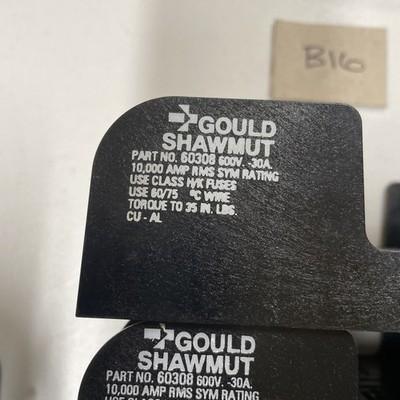 B16
GOULD
SHAWMUT
PART NO. 60308 600V. -30A.
10,000 AMP RMS SYM RATING
USE CLASS H/K FUSES
USE 60/75 ºC WIRE
TORQUE TO 35 IN. LBS.
CU - AL
GOULD
SHAWMUT
PART NO. 60308 600V. -30A.
10,000 AMP RMS SYM RATING